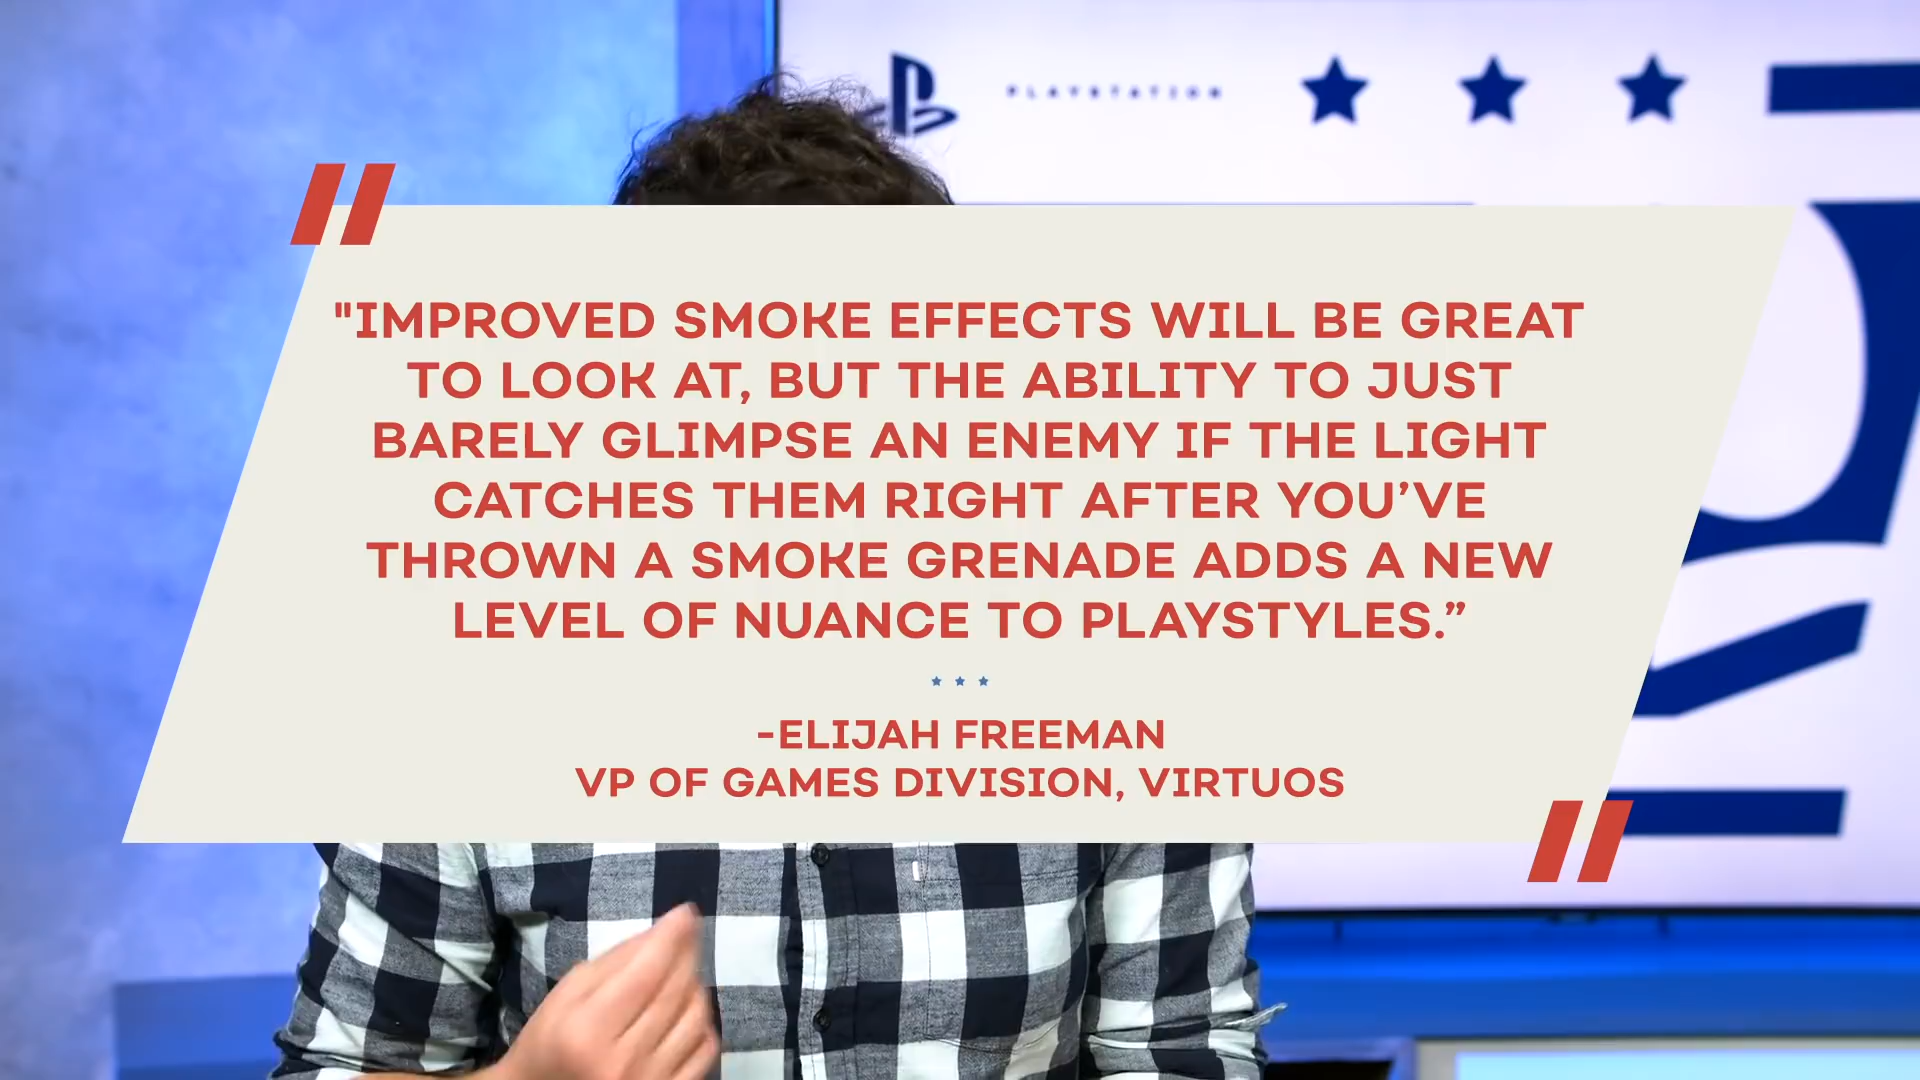 PLAYSTATION
"IMPROVED SMOKE EFFECTS WILL BE GREAT
TO LOOK AT, BUT THE ABILITY TO JUST
BARELY GLIMPSE AN ENEMY IF THE LIGHT
CATCHES THEM RIGHT AFTER YOU’VE
THROWN A SMOKE GRENADE ADDS A NEW
LEVEL OF NUANCE TO PLAYSTYLES.”
-ELIJAH FREEMAN
VP OF GAMES DIVISION, VIRTUOS